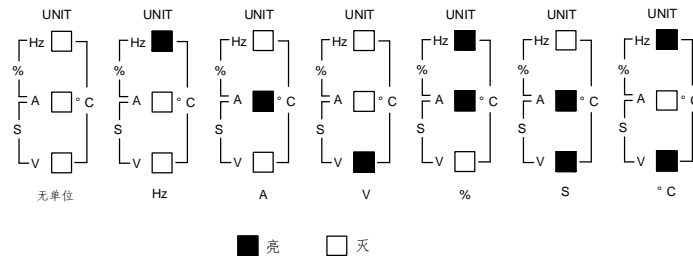 UNIT UNIT UNIT UNIT UNIT UNIT UNIT
Hz Hz Hz Hz Hz Hz Hz
% % % % % % %
A °C A °C A °C A °C A °C A °C A °C
S S S S S S S
V V V V V V V
无单位 Hz A V % S °C
亮 灭